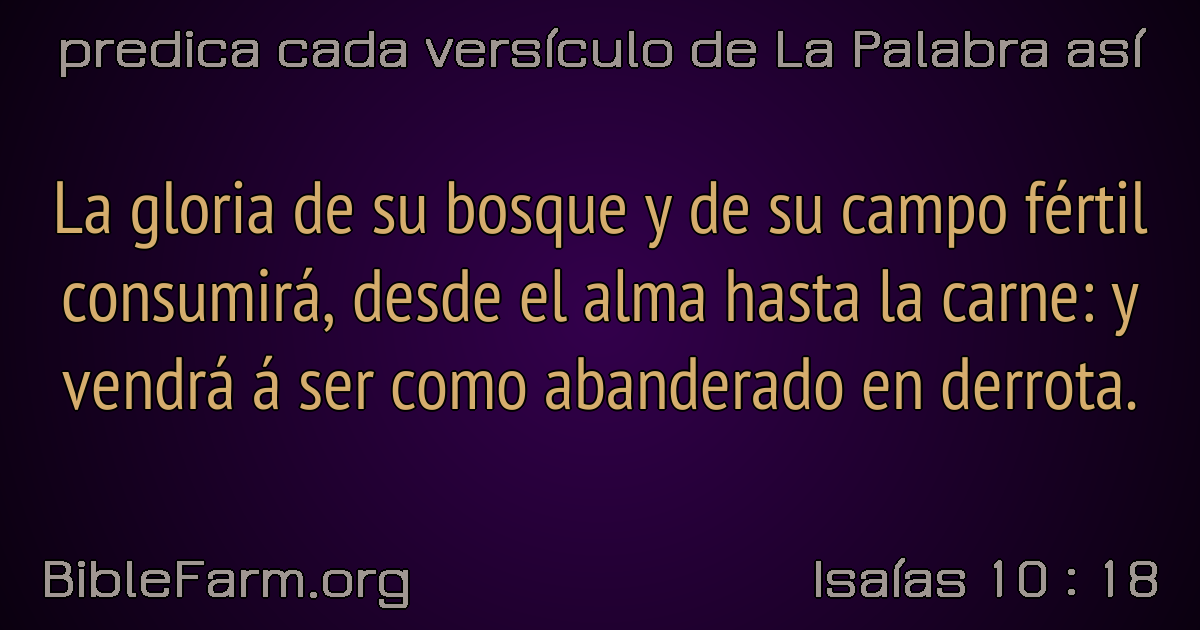 predica cada versículo de La Palabra así
La gloria de su bosque y de su campo fértil
consumirá, desde el alma hasta la carne: y
vendrá á ser como abanderado en derrota.
BibleFarm.org
Isaías 10 : 18